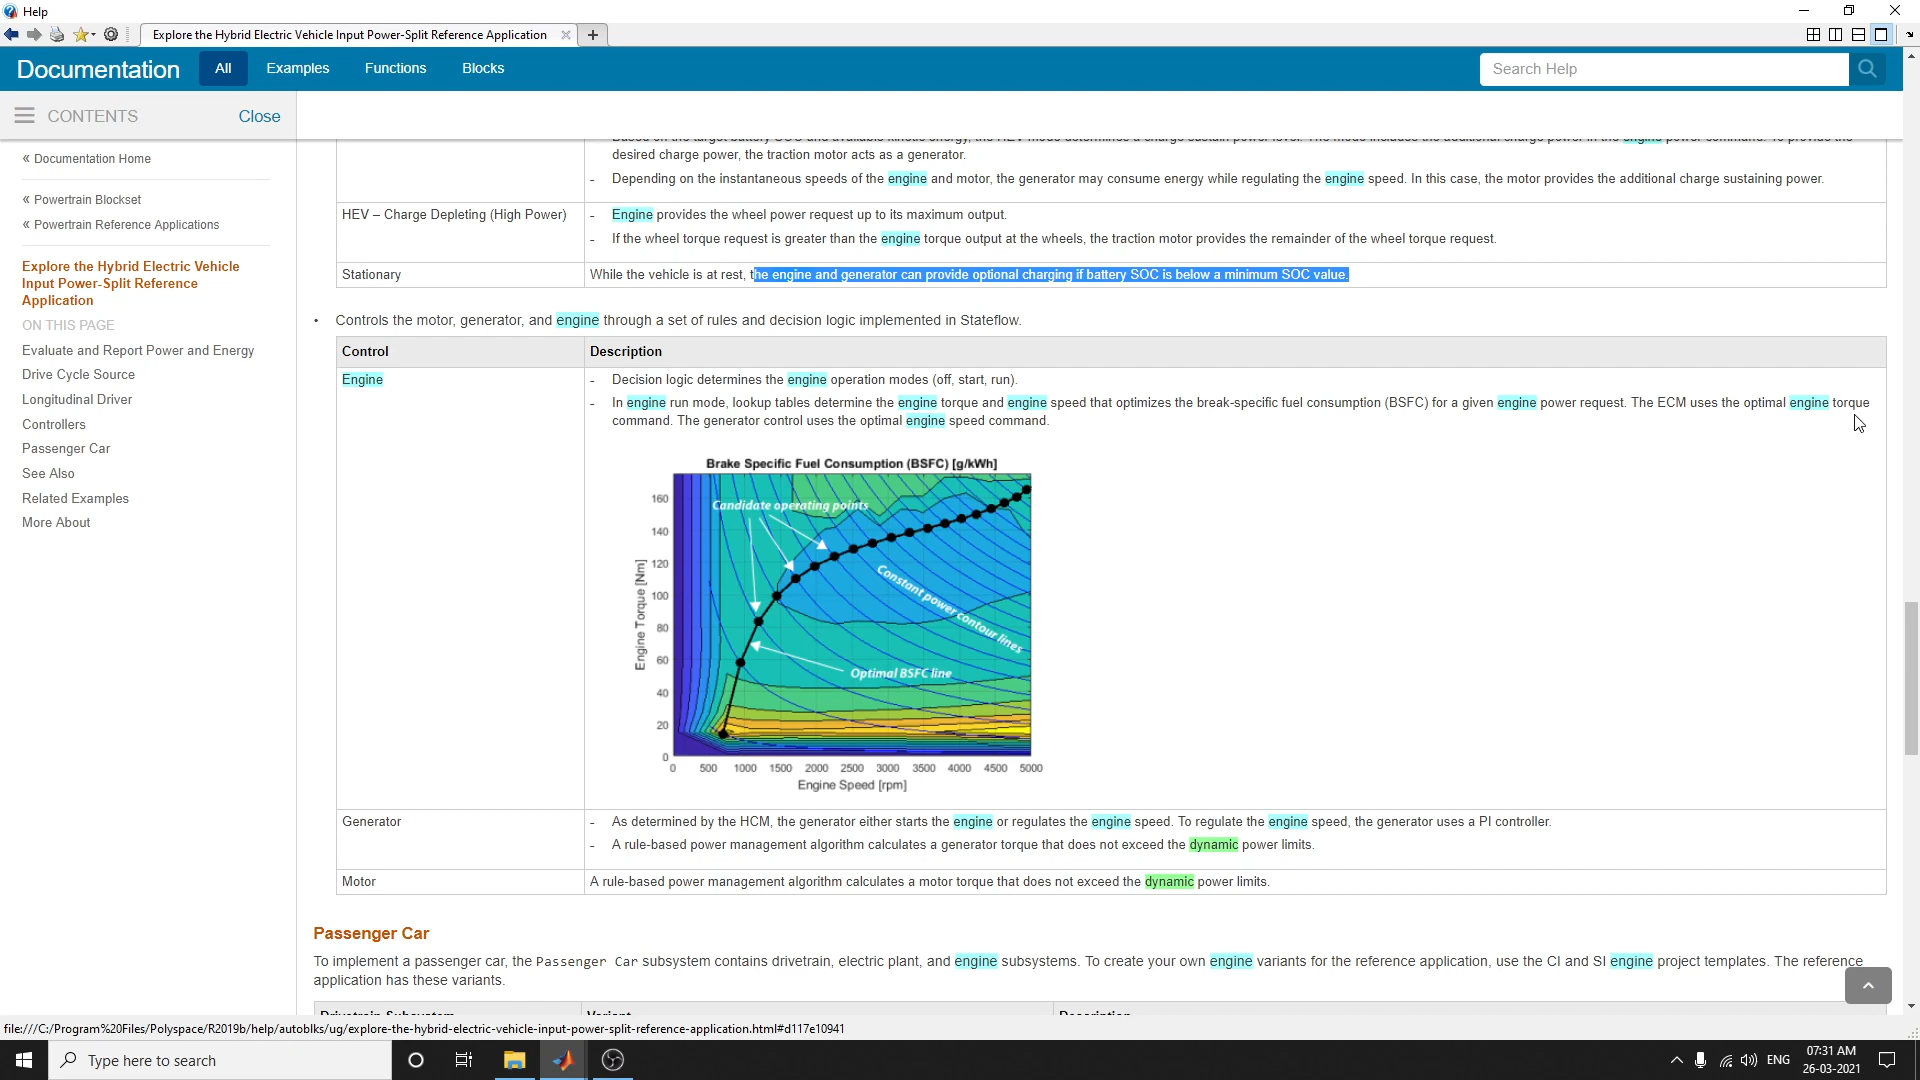 Help
Explore the Hybrid Electric Vehicle Input Power-Split Reference Application
Documentation
All
Examples
Functions
Blocks
Search Help
CONTENTS
Close
« Documentation Home
« Powertrain Blockset
« Powertrain Reference Applications
Explore the Hybrid Electric Vehicle
Input Power-Split Reference
Application
ON THIS PAGE
Evaluate and Report Power and Energy
Drive Cycle Source
Longitudinal Driver
Controllers
Passenger Car
See Also
Related Examples
More About
desired charge power, the traction motor acts as a generator.
- Depending on the instantaneous speeds of the engine and motor, the generator may consume energy while regulating the engine speed. In this case, the motor provides the additional charge sustaining power.
HEV – Charge Depleting (High Power)
- Engine provides the wheel power request up to its maximum output.
- If the wheel torque request is greater than the engine torque output at the wheels, the traction motor provides the remainder of the wheel torque request.
Stationary
While the vehicle is at rest, the engine and generator can provide optional charging if battery SOC is below a minimum SOC value.
• Controls the motor, generator, and engine through a set of rules and decision logic implemented in Stateflow.
Control
Description
Engine
- Decision logic determines the engine operation modes (off, start, run).
- In engine run mode, lookup tables determine the engine torque and engine speed that optimizes the break-specific fuel consumption (BSFC) for a given engine power request. The ECM uses the optimal engine torque
command. The generator control uses the optimal engine speed command.
Brake Specific Fuel Consumption (BSFC) [g/kWh]
Candidate operating points
Constant power contour lines
Optimal BSFC line
Engine Torque [Nm]
160
140
120
100
80
60
40
20
0
0 500 1000 1500 2000 2500 3000 3500 4000 4500 5000
Engine Speed [rpm]
Generator
- As determined by the HCM, the generator either starts the engine or regulates the engine speed. To regulate the engine speed, the generator uses a PI controller.
- A rule-based power management algorithm calculates a generator torque that does not exceed the dynamic power limits.
Motor
A rule-based power management algorithm calculates a motor torque that does not exceed the dynamic power limits.
Passenger Car
To implement a passenger car, the Passenger Car subsystem contains drivetrain, electric plant, and engine subsystems. To create your own engine variants for the reference application, use the CI and SI engine project templates. The reference
application has these variants.
file:///C:/Program%20Files/Polyspace/R2019b/help/autoblks/ug/explore-the-hybrid-electric-vehicle-input-power-split-reference-application.html#d117e10941
Type here to search
ENG
07:31 AM
26-03-2021